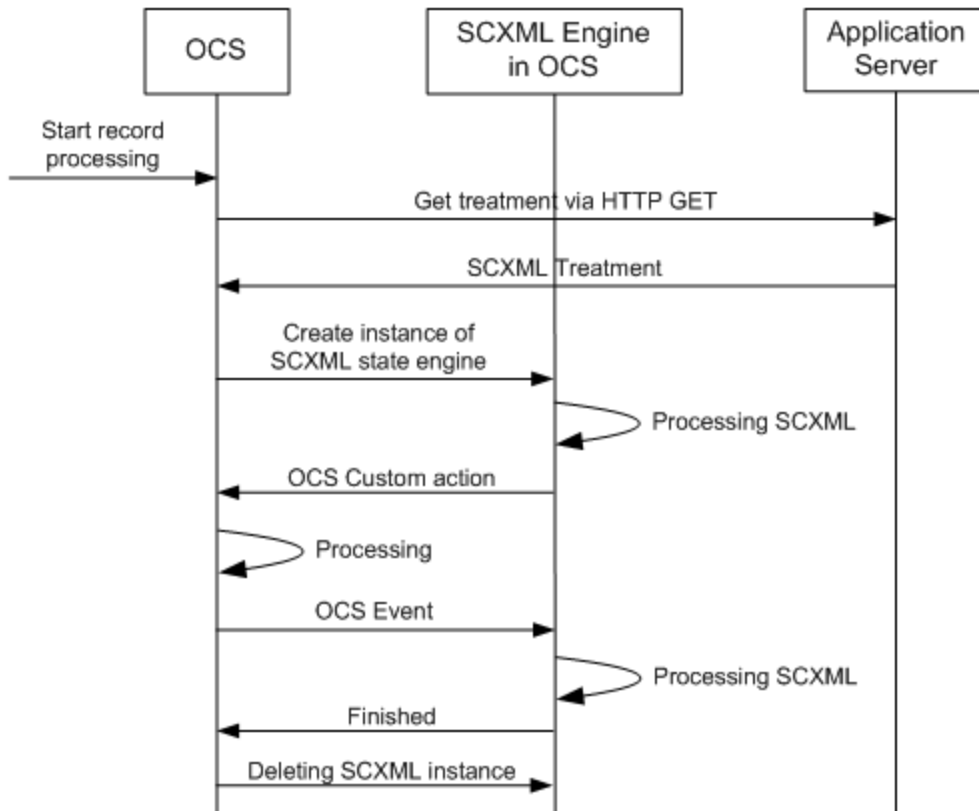 OCS
SCXML Engine
in OCS
Application
Server
Start record
processing
Get treatment via HTTP GET
SCXML Treatment
Create instance of
SCXML state engine
Processing SCXML
OCS Custom action
Processing
OCS Event
Processing SCXML
Finished
Deleting SCXML instance